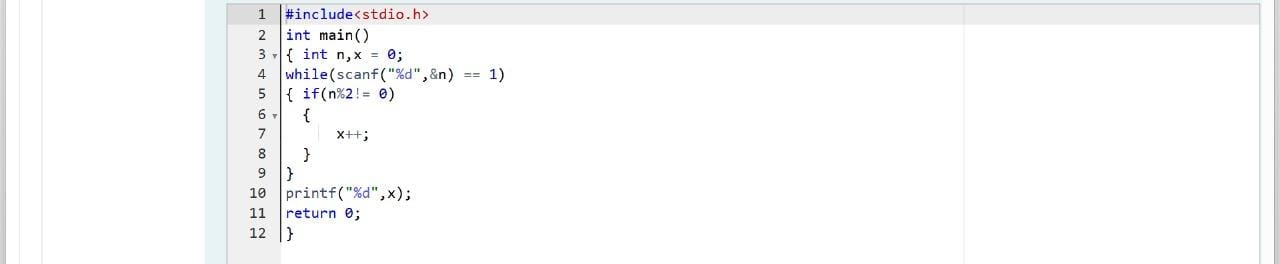 1 #include<stdio.h>
2 int main()
3 { int n,x = 0;
4 while(scanf("%d",&n) == 1)
5 { if(n%2!= 0)
6 {
7 x++;
8 }
9 }
10 printf("%d",x);
11 return 0;
12 }